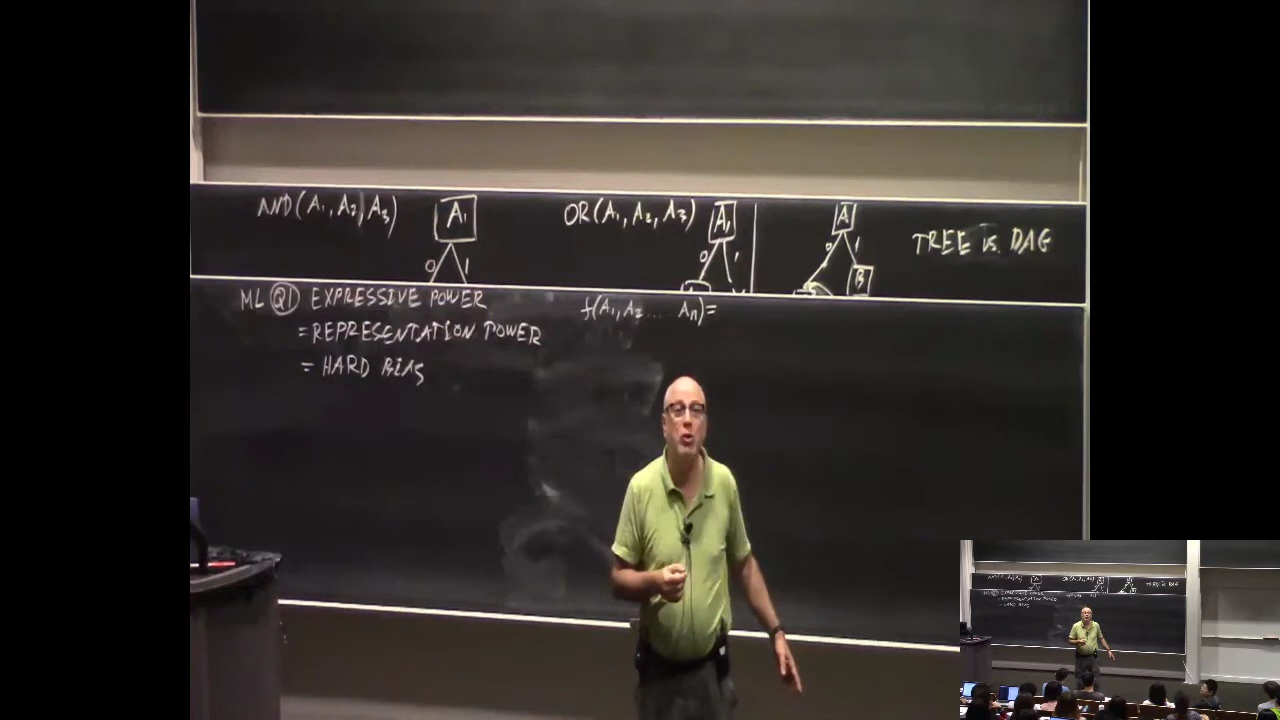 AND(A1, A2, A3)
A1
0 1
OR(A1, A2, A3)
A1
0 1
A
0 1
B
TREE vs. DAG
ML Q1 EXPRESSIVE POWER
= REPRESENTATION POWER
= HARD BIAS
f(A1, A2 .... An) =